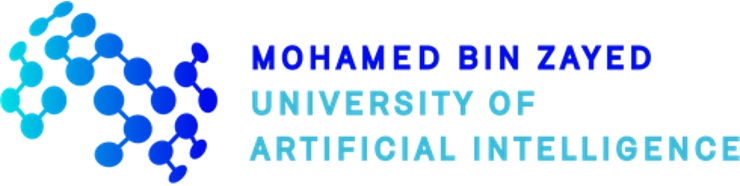 MOHAMED BIN ZAYED
UNIVERSITY OF
ARTIFICIAL INTELLIGENCE